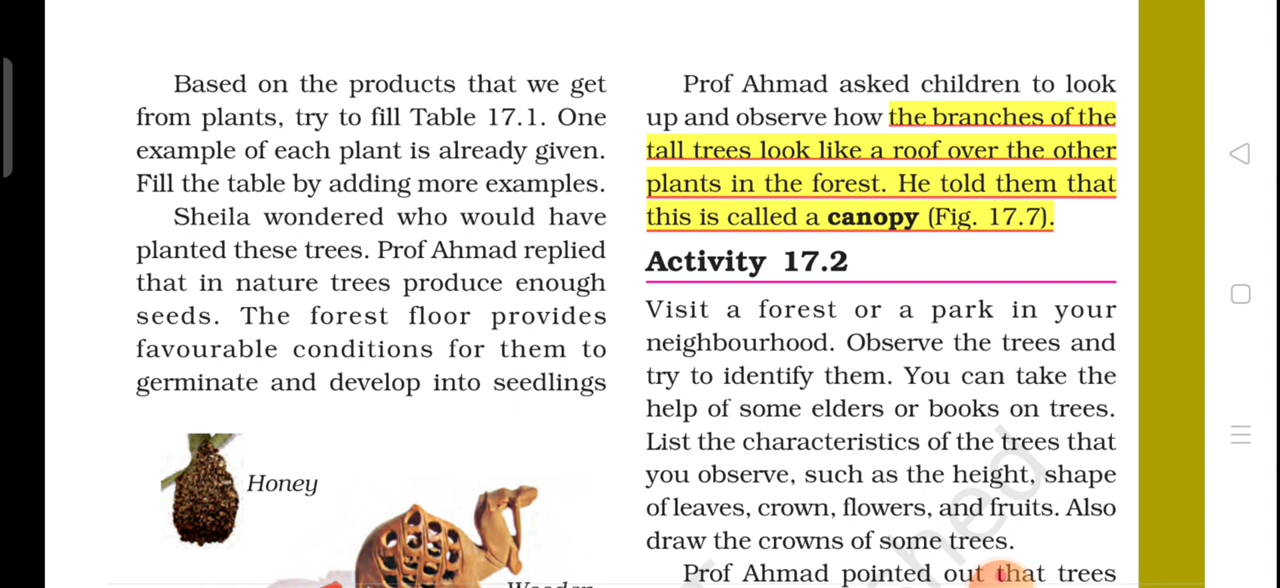 Based on the products that we get
from plants, try to fill Table 17.1. One
example of each plant is already given.
Fill the table by adding more examples.
Sheila wondered who would have
planted these trees. Prof Ahmad replied
that in nature trees produce enough
seeds. The forest floor provides
favourable conditions for them to
germinate and develop into seedlings
Honey
Wooden
Prof Ahmad asked children to look
up and observe how the branches of the
tall trees look like a roof over the other
plants in the forest. He told them that
this is called a canopy (Fig. 17.7).
Activity 17.2
Visit a forest or a park in your
neighbourhood. Observe the trees and
try to identify them. You can take the
help of some elders or books on trees.
List the characteristics of the trees that
you observe, such as the height, shape
of leaves, crown, flowers, and fruits. Also
draw the crowns of some trees.
Prof Ahmad pointed out that trees